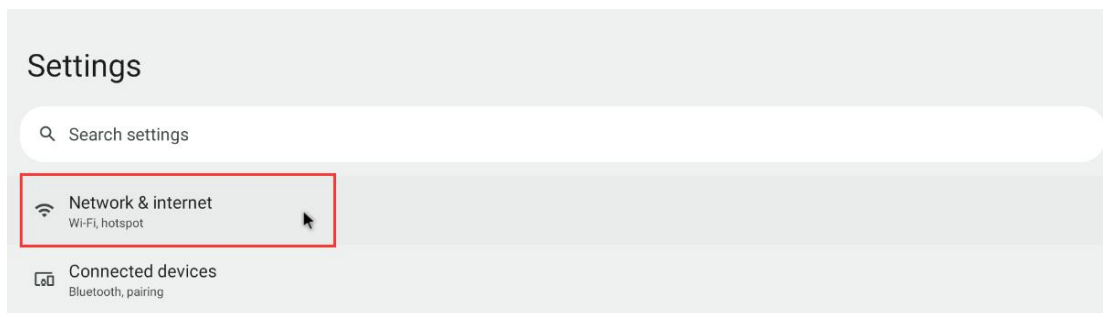 Settings
Search settings
Network & internet
Wi-Fi, hotspot
Connected devices
Bluetooth, pairing